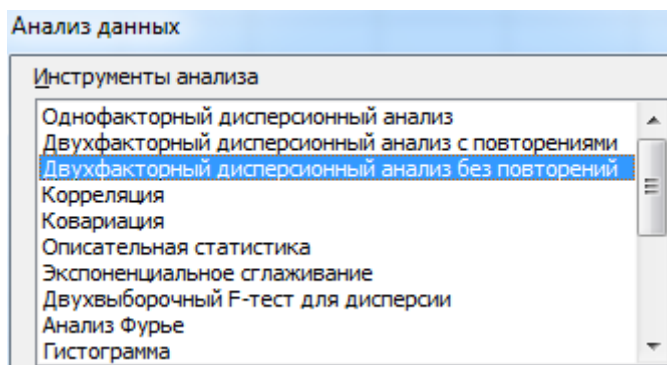 Анализ данных
Инструменты анализа
Однофакторный дисперсионный анализ
Двухфакторный дисперсионный анализ с повторениями
Двухфакторный дисперсионный анализ без повторений
Корреляция
Ковариация
Описательная статистика
Экспоненциальное сглаживание
Двухвыборочный F-тест для дисперсии
Анализ Фурье
Гистограмма